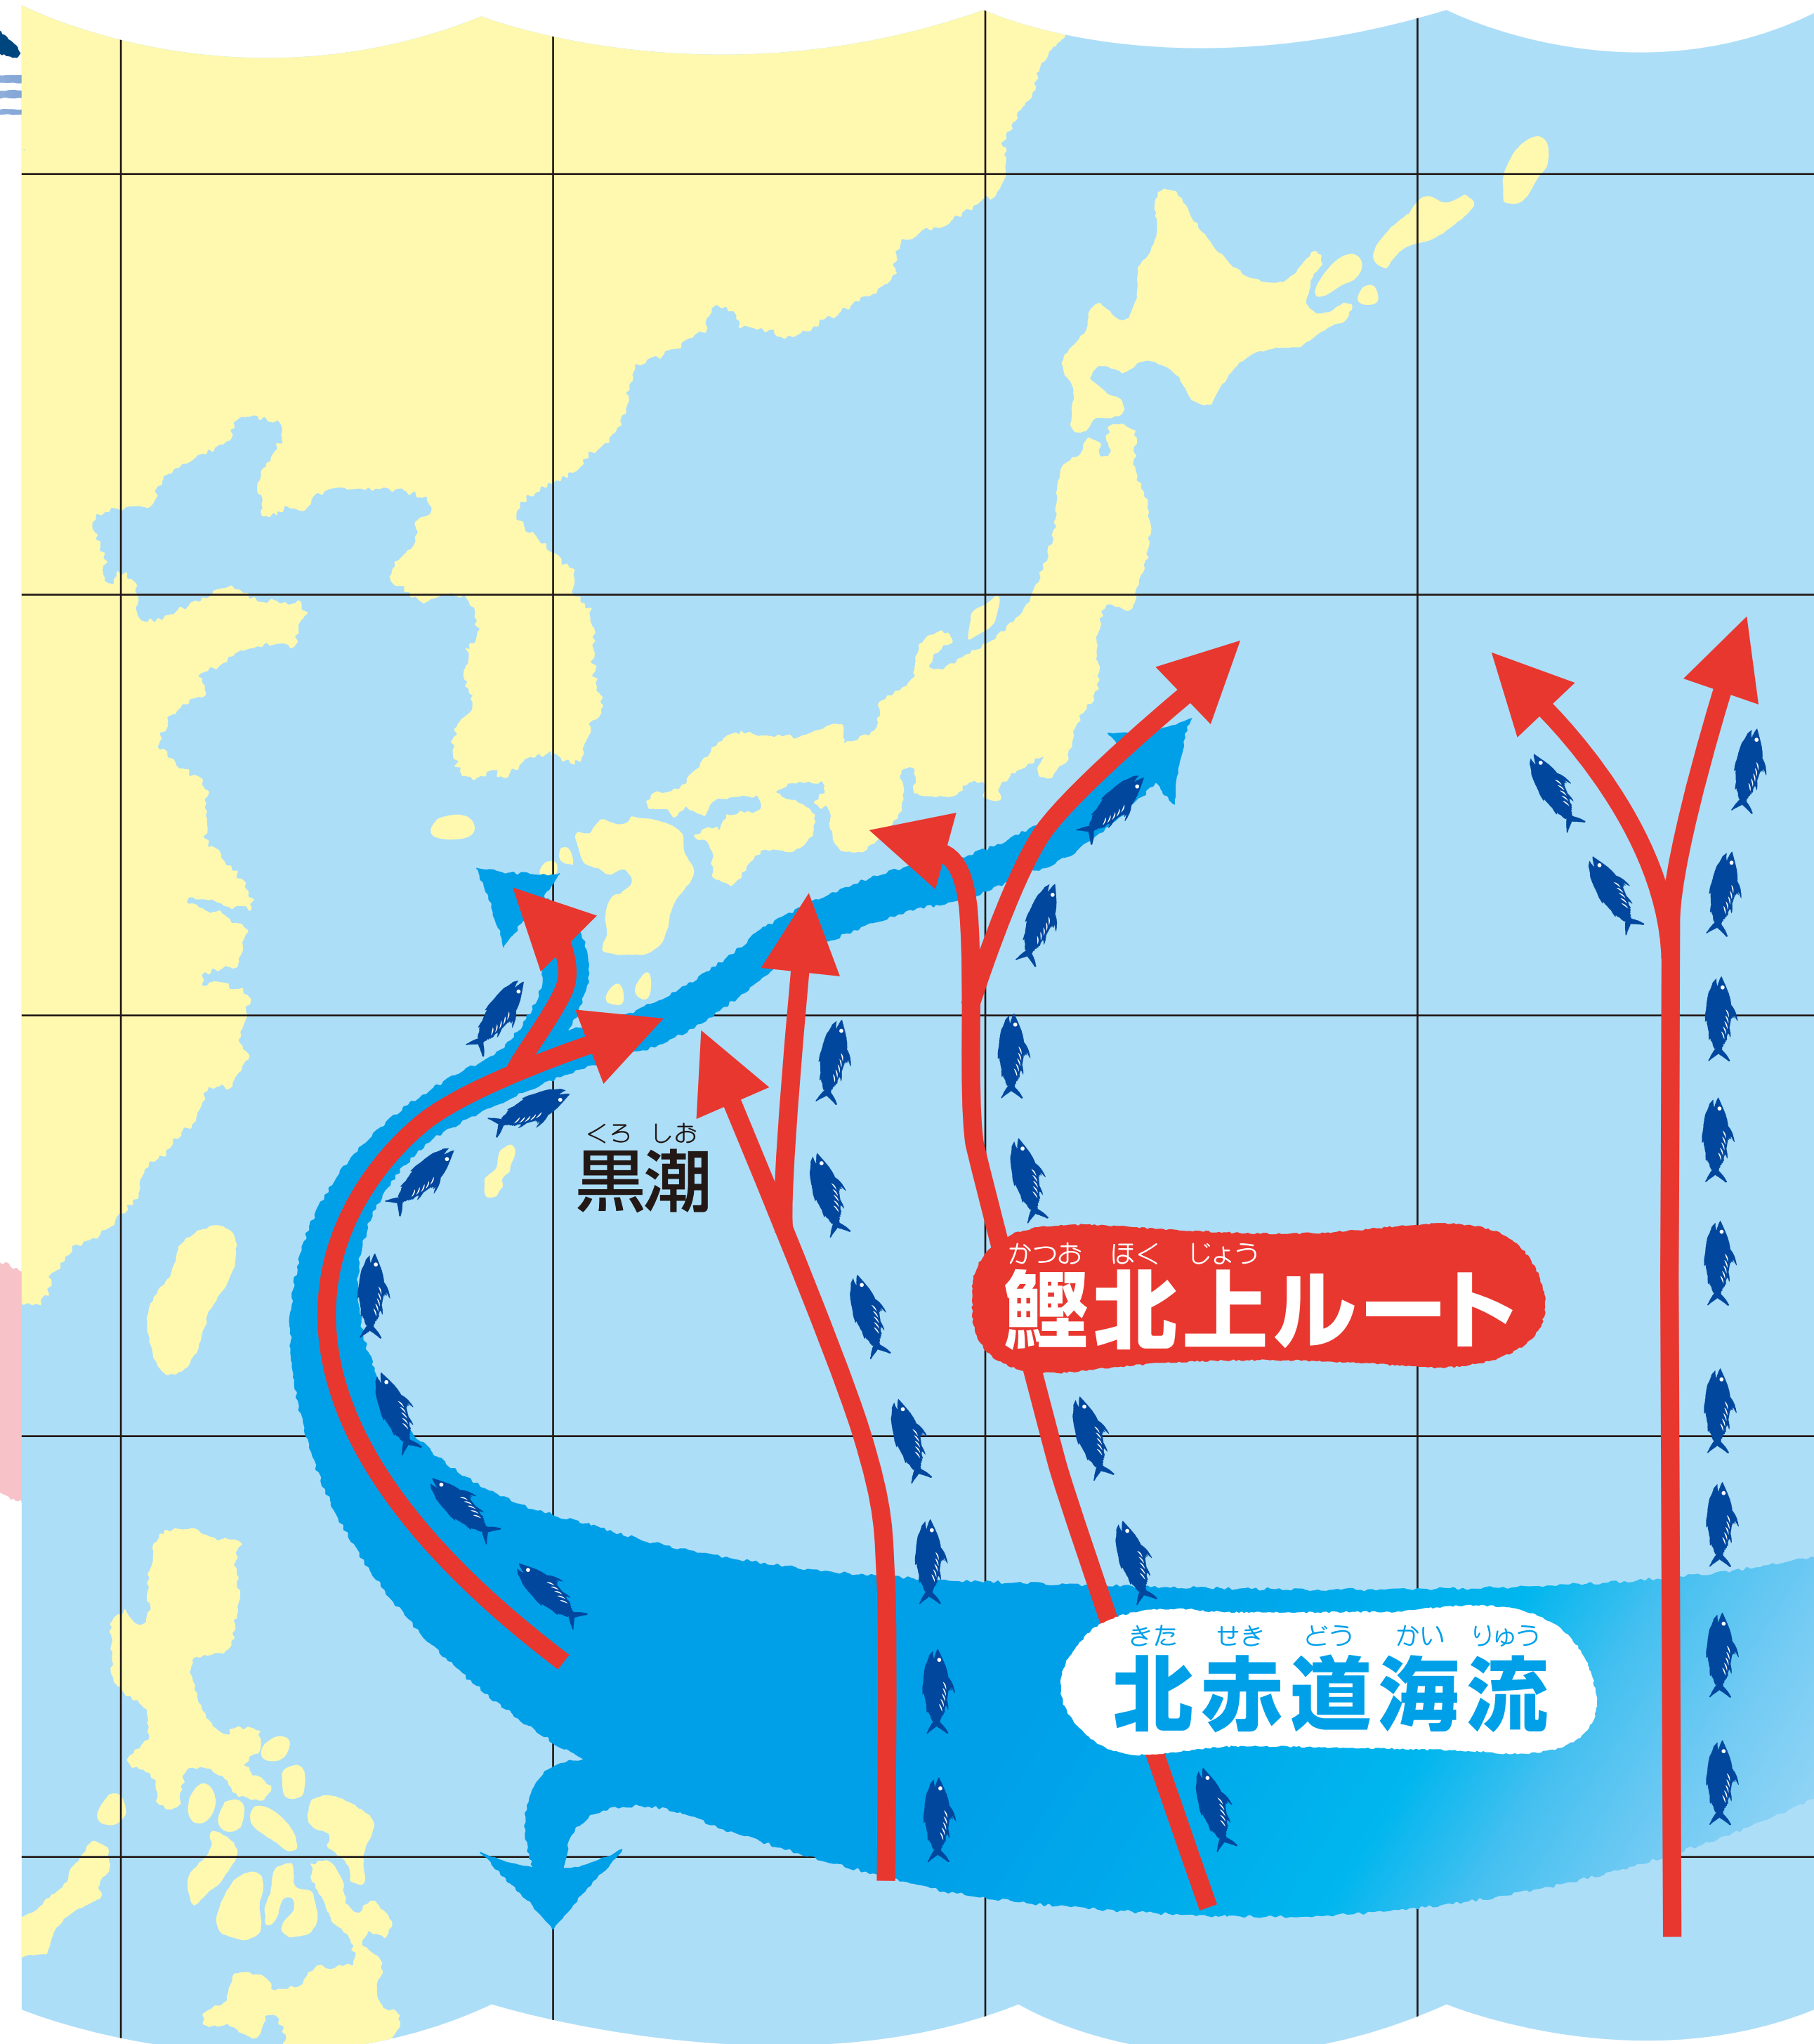 くろ しお
黒潮
かつお ほく じょう
鰹北上ルート
きた せき どう かい りゅう
北赤道海流